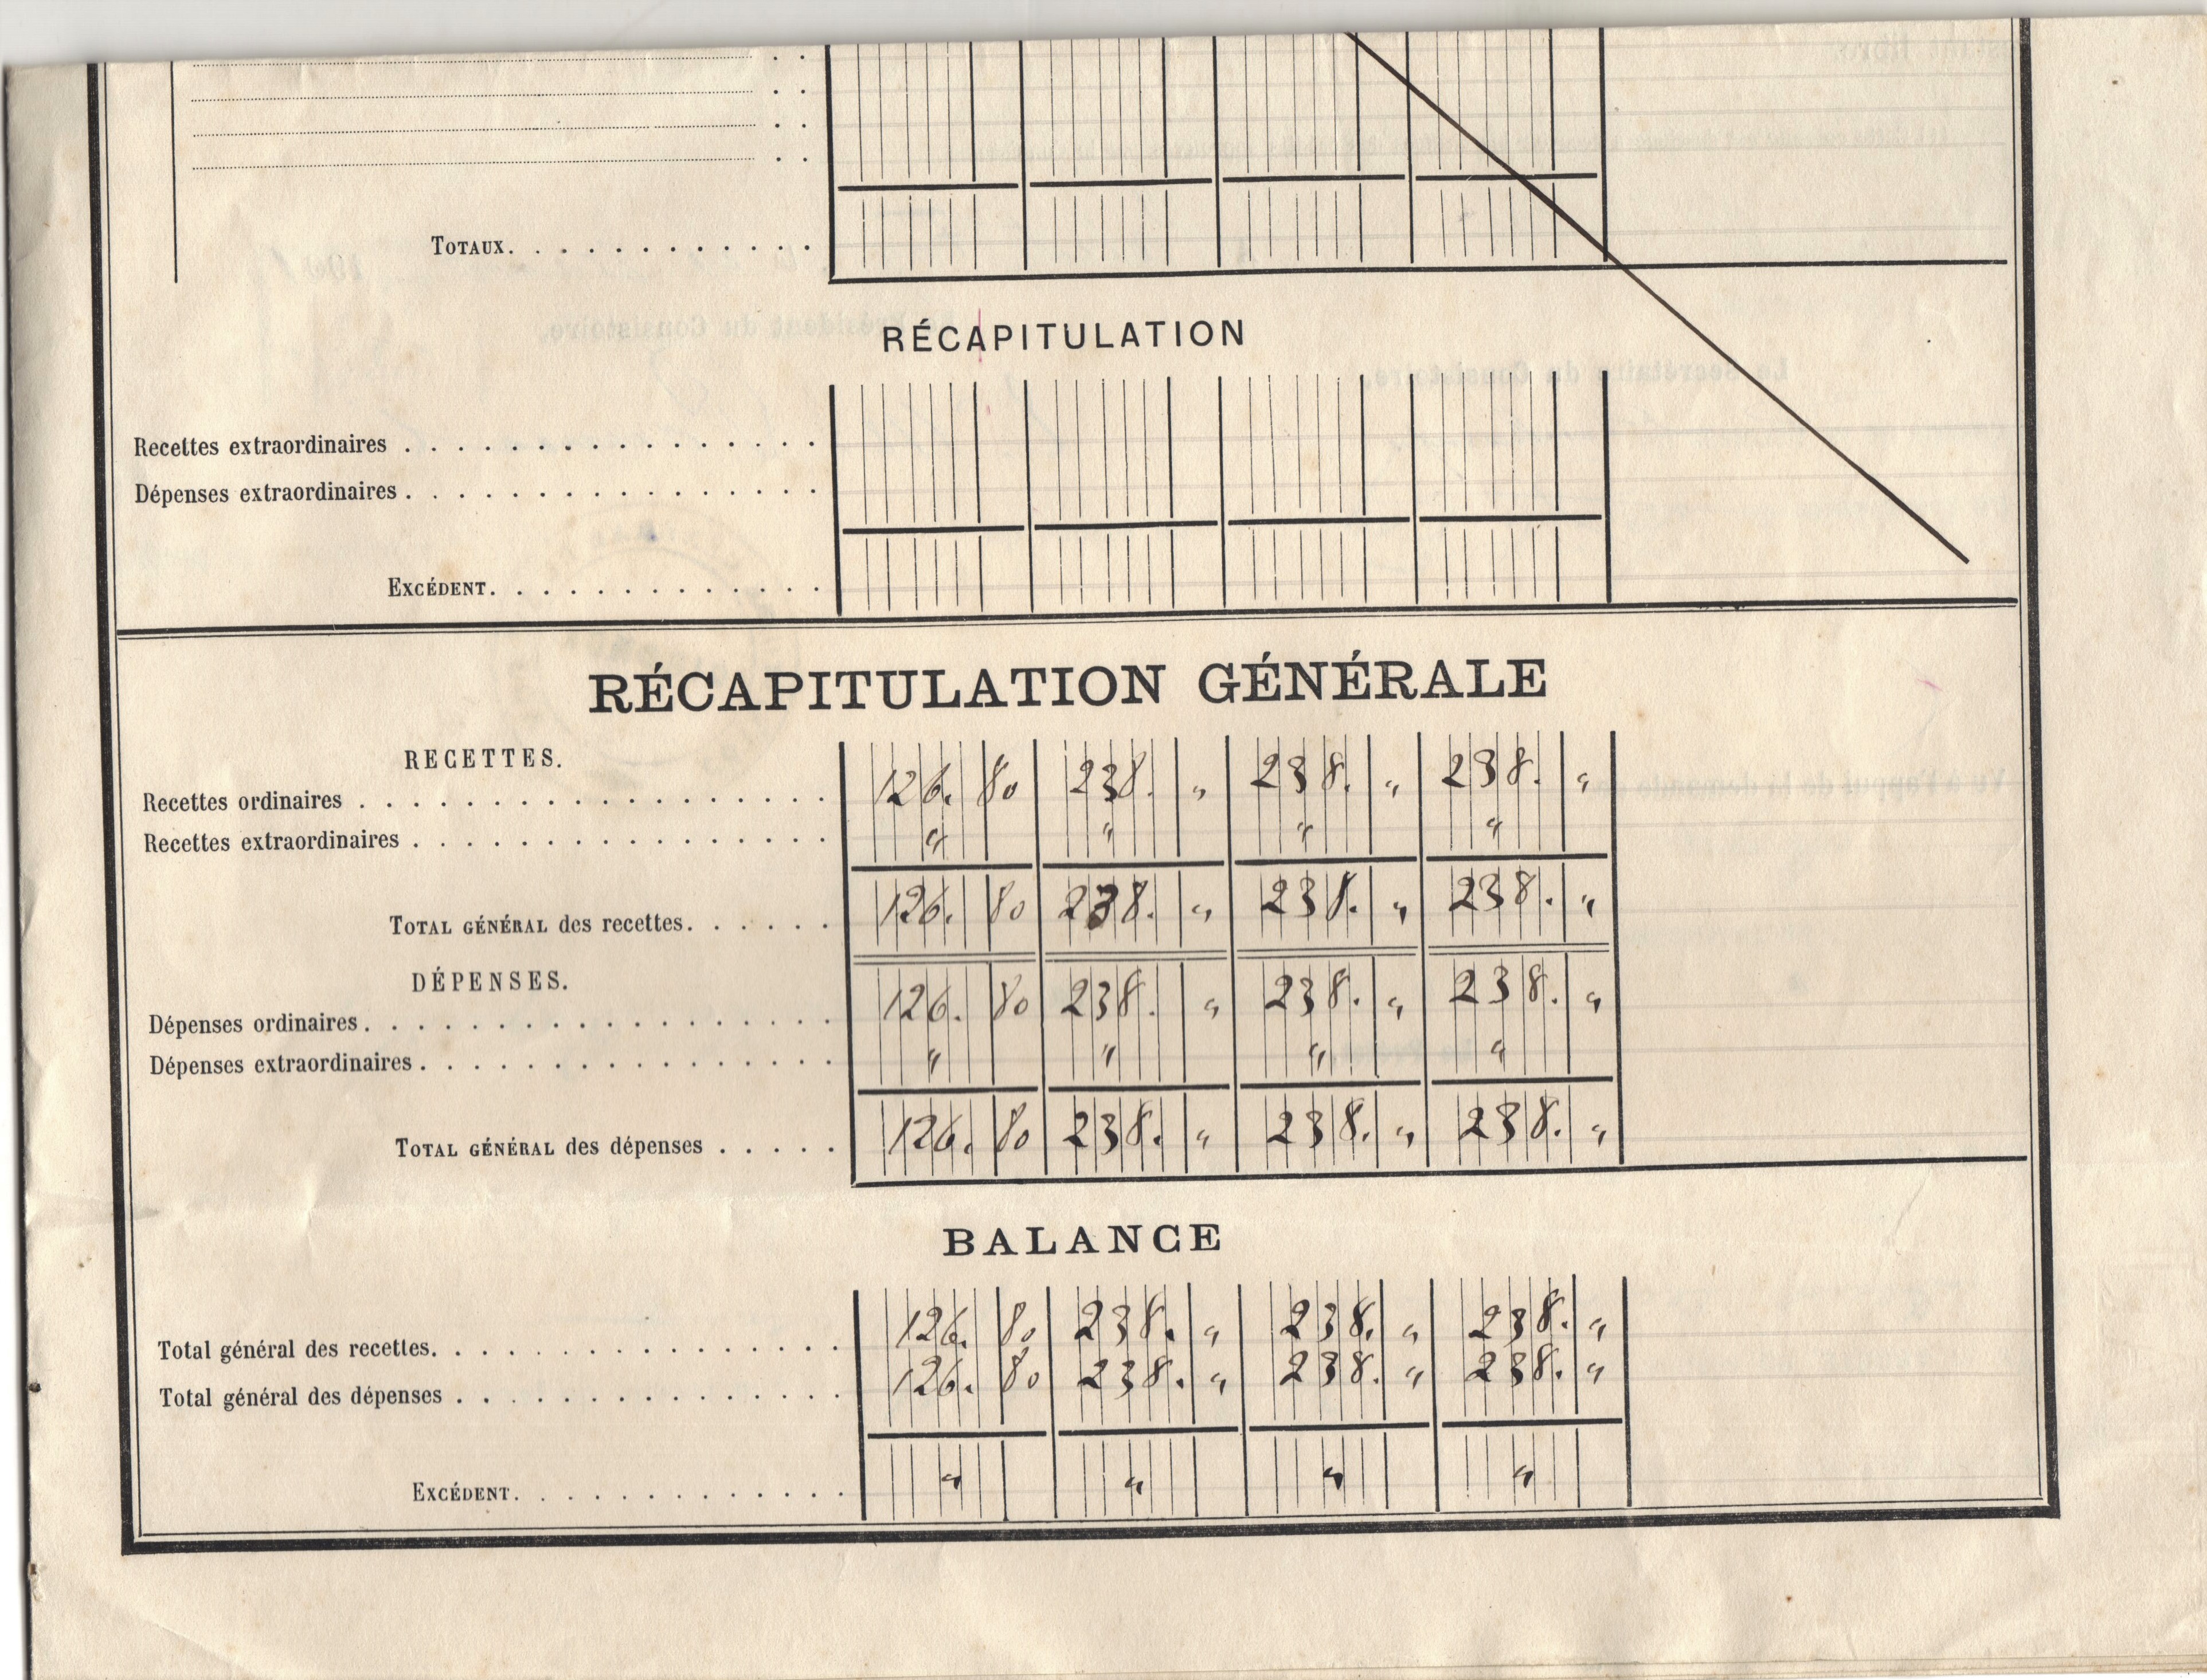 TOTAUX. . . . . . . . . . . .
RÉCAPITULATION
Recettes extraordinaires . . . . . . . . . . . . . . . .
Dépenses extraordinaires . . . . . . . . . . . . . . . .
EXCÉDENT. . . . . . . . . . . . .
RÉCAPITULATION GÉNÉRALE
RECETTES.
Recettes ordinaires . . . . . . . . . . . . . . . . . . 126. 80 238. " 238. " 238. "
Recettes extraordinaires . . . . . . . . . . . . . . . . " " " "
TOTAL GÉNÉRAL des recettes. . . . . . 126. 80 238. " 238. " 238. "
DÉPENSES.
Dépenses ordinaires . . . . . . . . . . . . . . . . . . 126. 80 238. " 238. " 238. "
Dépenses extraordinaires . . . . . . . . . . . . . . . . " " " "
TOTAL GÉNÉRAL des dépenses . . . . . 126. 80 238. " 238. " 238. "
BALANCE
Total général des recettes. . . . . . . . . . . . . . . . 126. 80 238. " 238. " 238. "
Total général des dépenses . . . . . . . . . . . . . . . 126. 80 238. " 238. " 238. "
EXCÉDENT. . . . . . . . . . . . . " " " "